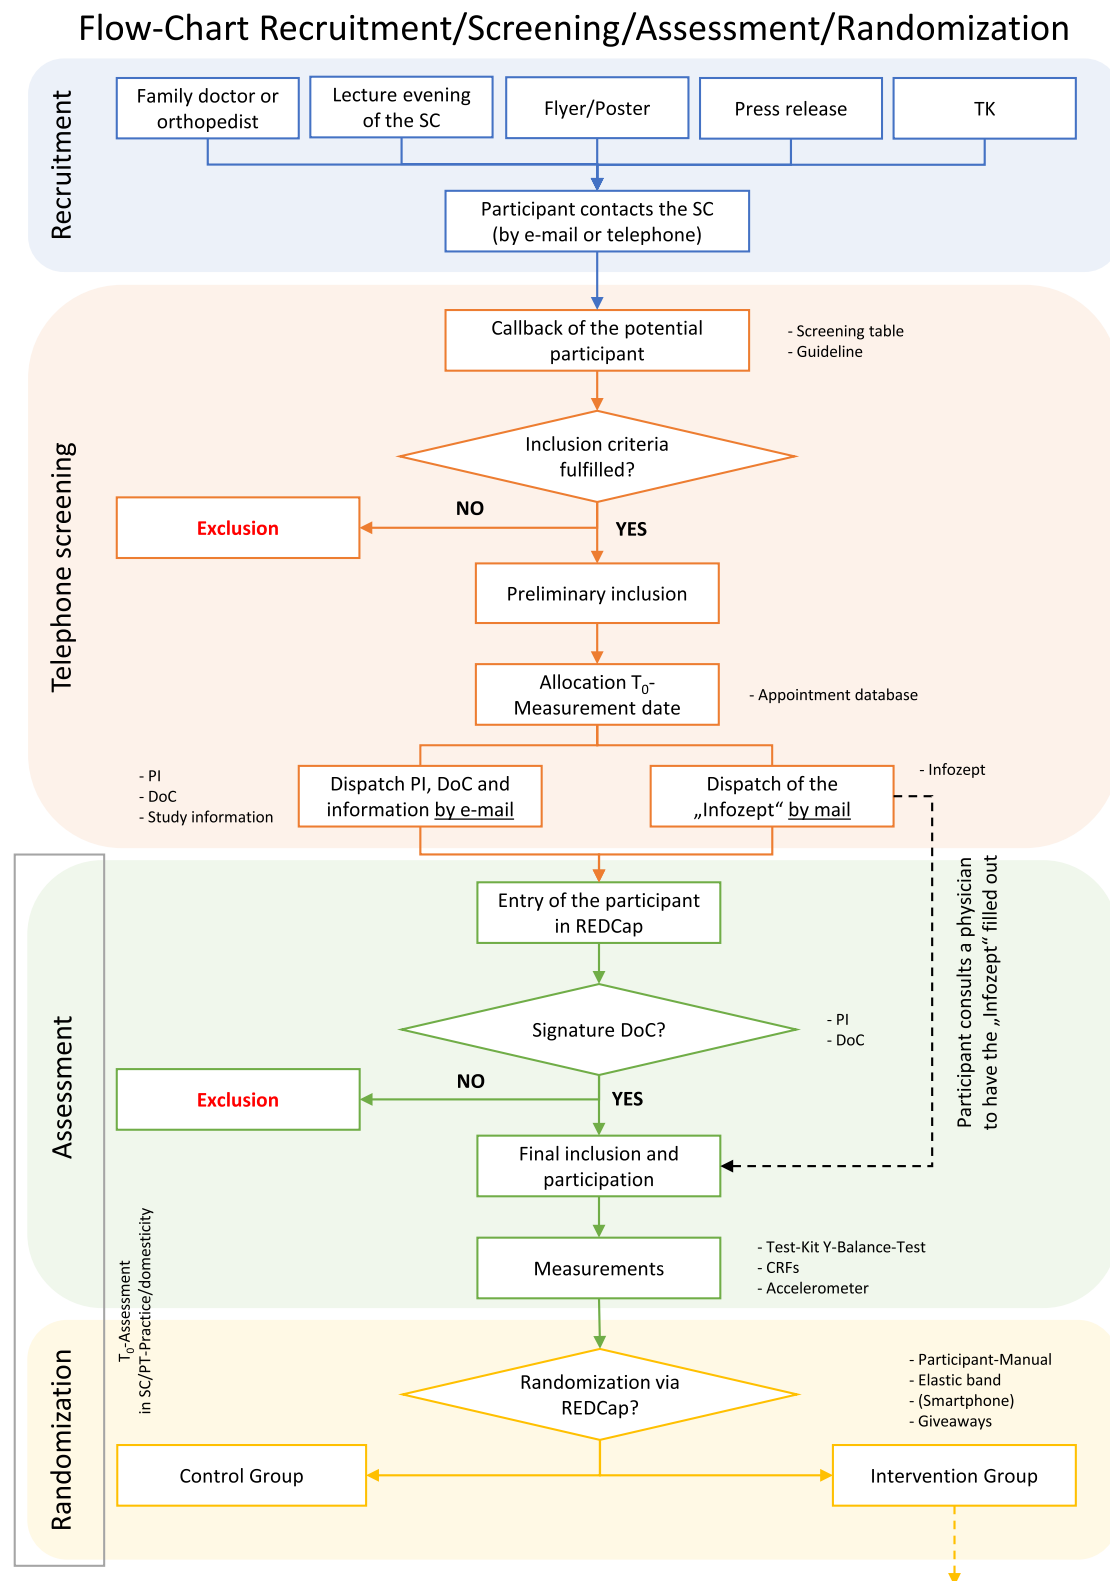 Flow-Chart Recruitment/Screening/Assessment/Randomization
Recruitment
Family doctor or
orthopedist
Lecture evening
of the SC
Flyer/Poster
Press release
TK
Participant contacts the SC
(by e-mail or telephone)
Telephone screening
Callback of the potential
participant
- Screening table
- Guideline
Inclusion criteria
fulfilled?
NO
YES
Exclusion
Preliminary inclusion
Allocation T0-
Measurement date
- Appointment database
- PI
- DoC
- Study information
Dispatch PI, DoC and
information by e-mail
Dispatch of the
„Infozept“ by mail
- Infozept
Participant consults a physician
to have the „Infozept“ filled out
Assessment
Entry of the participant
in REDCap
Signature DoC?
- PI
- DoC
NO
YES
Exclusion
Final inclusion and
participation
Measurements
- Test-Kit Y-Balance-Test
- CRFs
- Accelerometer
T0-Assessment
in SC/PT-Practice/domesticity
Randomization
Randomization via
REDCap?
- Participant-Manual
- Elastic band
- (Smartphone)
- Giveaways
Control Group
Intervention Group